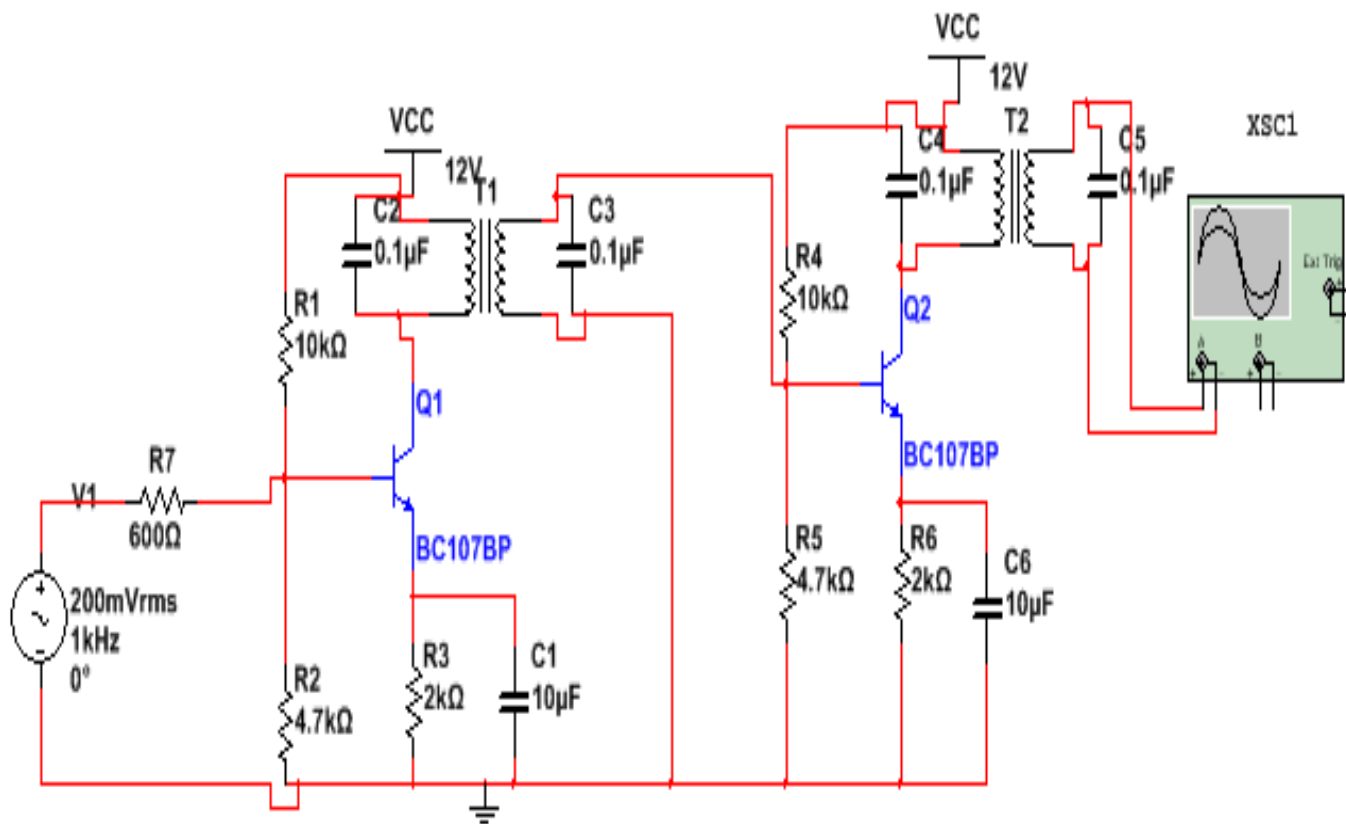 VCC
12V
T2
C4
0.1µF
C5
0.1µF
XSC1
Ext Trig
+
-
A
B
+
-
+
-
VCC
12V
T1
C2
0.1µF
C3
0.1µF
R1
10kΩ
R4
10kΩ
Q2
BC107BP
Q1
BC107BP
R7
600Ω
V1
200mVrms
1kHz
0°
R2
4.7kΩ
R3
2kΩ
C1
10µF
R5
4.7kΩ
R6
2kΩ
C6
10µF